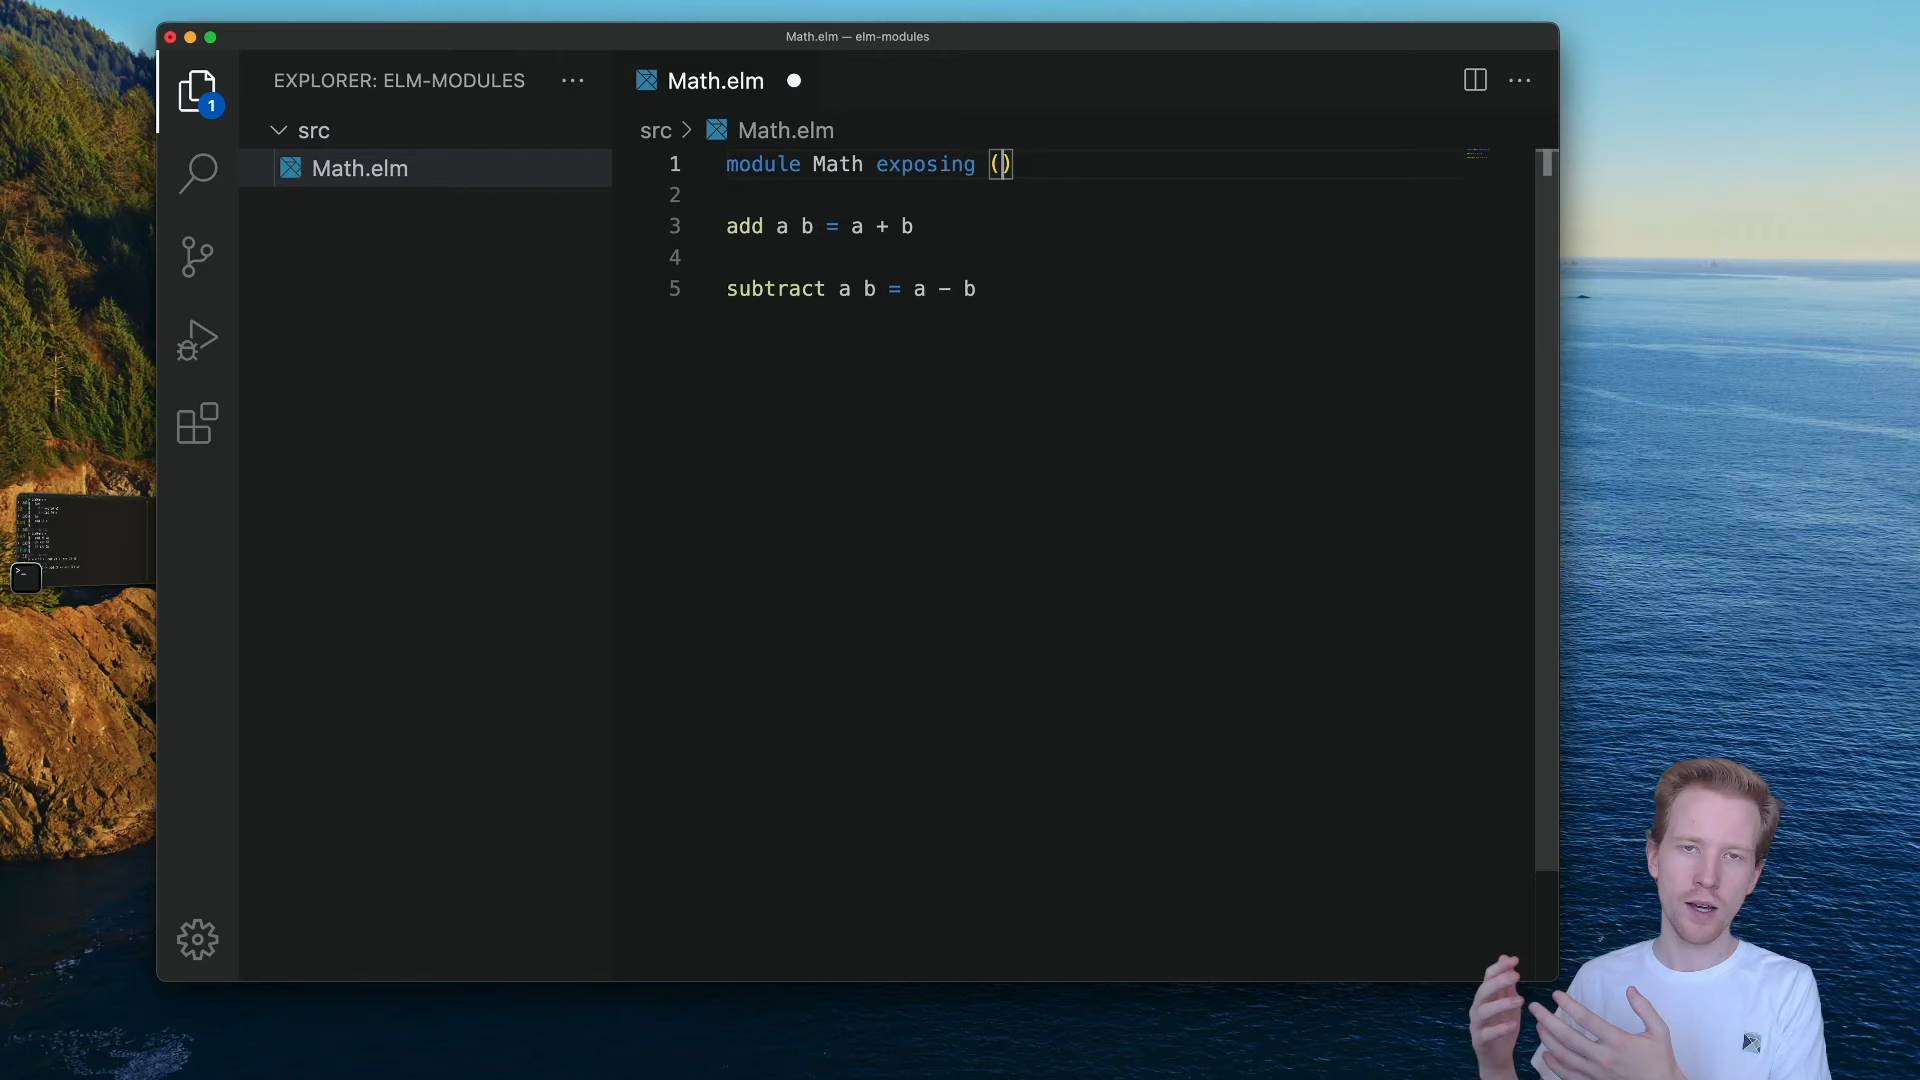 Math.elm — elm-modules
EXPLORER: ELM-MODULES
Math.elm
1
src
src > Math.elm
Math.elm
1 module Math exposing ()
2
3 add a b = a + b
4
5 subtract a b = a - b